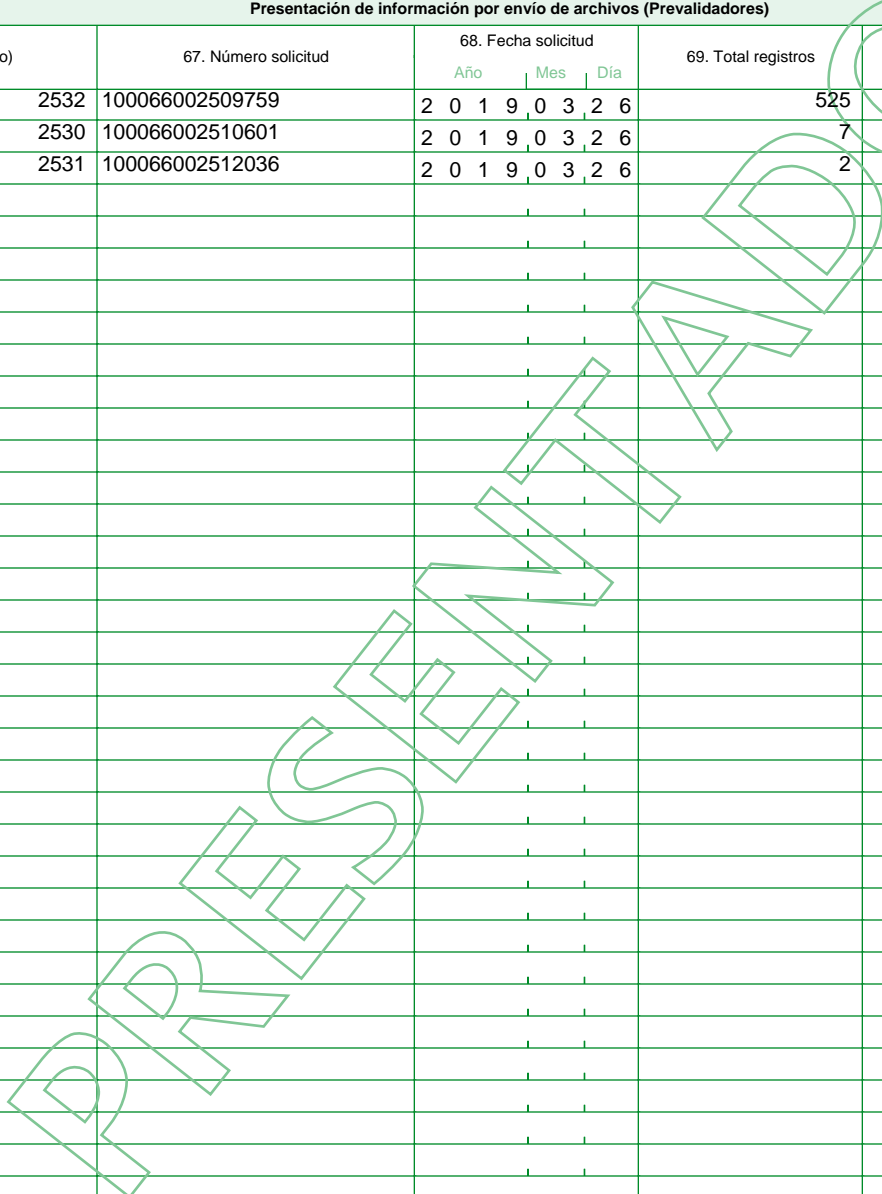 Presentación de información por envío de archivos (Prevalidadores)
o) 67. Número solicitud 68. Fecha solicitud 69. Total registros
Año Mes Día
2532 100066002509759 2 0 1 9 0 3 2 6 525
2530 100066002510601 2 0 1 9 0 3 2 6 7
2531 100066002512036 2 0 1 9 0 3 2 6 2
PRESENTADO